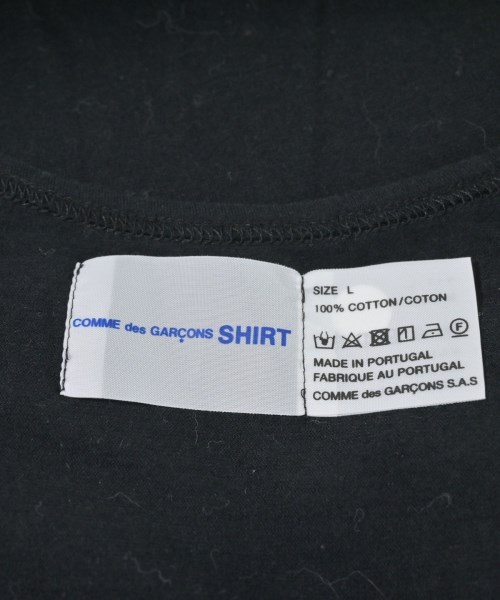 COMME des GARÇONS SHIRT
SIZE L
100% COTTON/COTON
MADE IN PORTUGAL
FABRIQUE AU PORTUGAL
COMME des GARÇONS S.A.S